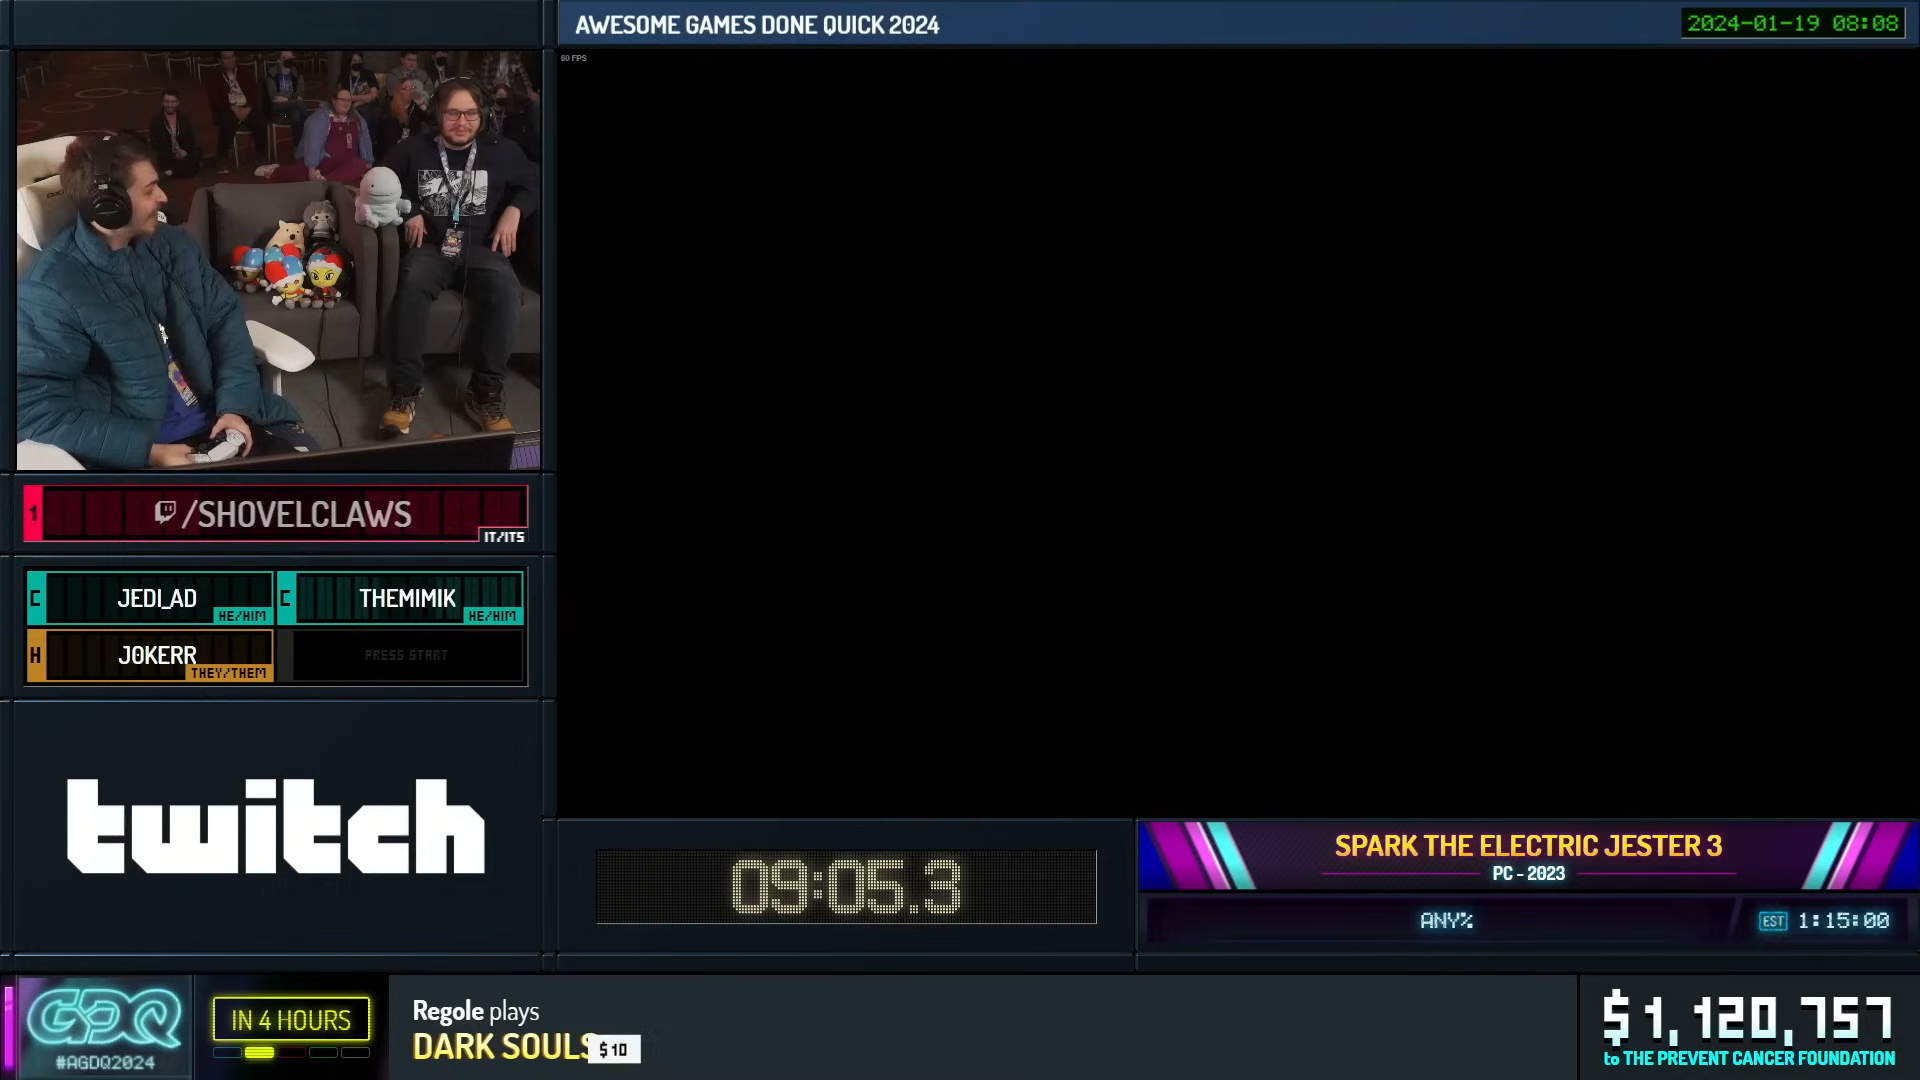 AWESOME GAMES DONE QUICK 2024
2024-01-19 08:08
60 FPS
1
/SHOVELCLAWS
IT/ITS
C
JEDI_AD
HE/HIM
C
THEMIMIK
HE/HIM
H
J0KERR
THEY/THEM
PRESS START
twitch
09:05.3
SPARK THE ELECTRIC JESTER 3
PC - 2023
ANY%
EST 1:15:00
GDQ
#AGDQ2024
IN 4 HOURS
Regole plays
DARK SOULS
$10
$1,120,757
to THE PREVENT CANCER FOUNDATION